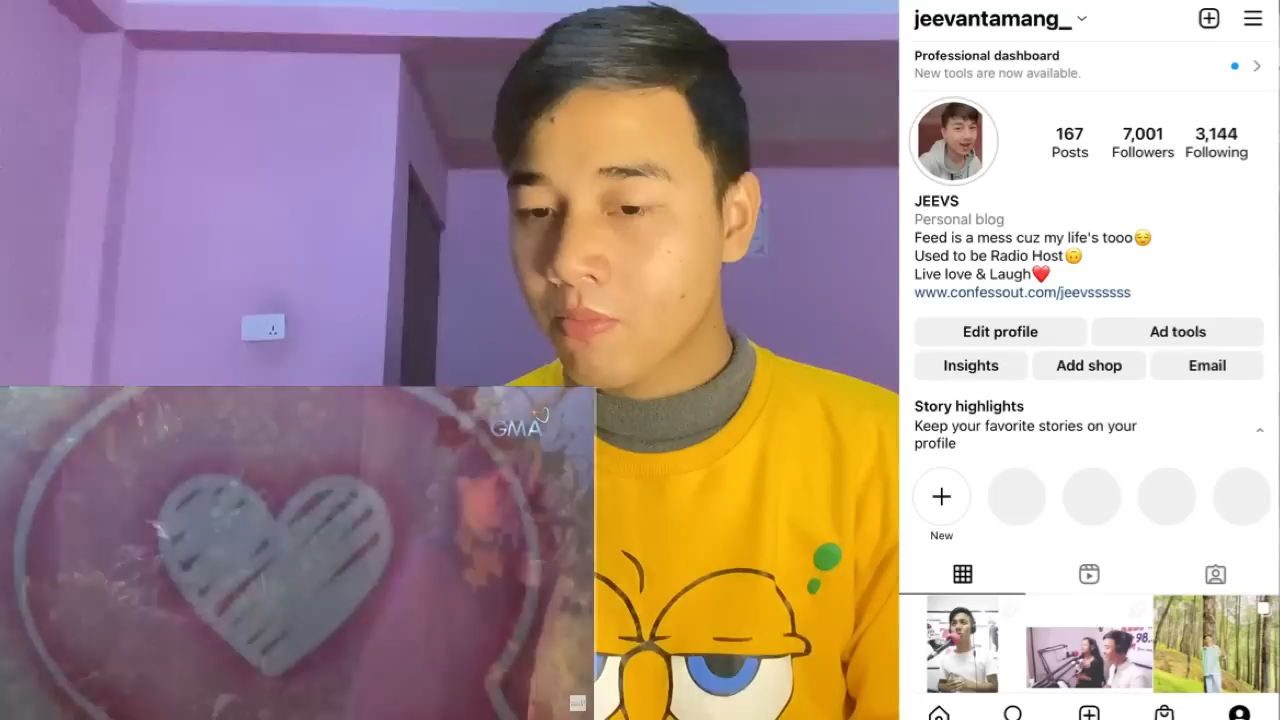 GMA
jeevantamang_
Professional dashboard
New tools are now available.
167 7,001 3,144
Posts Followers Following
JEEVS
Personal blog
Feed is a mess cuz my life's tooo😌
Used to be Radio Host🙃
Live love & Laugh❤️
www.confessout.com/jeevssssss
Edit profile Ad tools
Insights Add shop Email
Story highlights
Keep your favorite stories on your
profile
New
98.